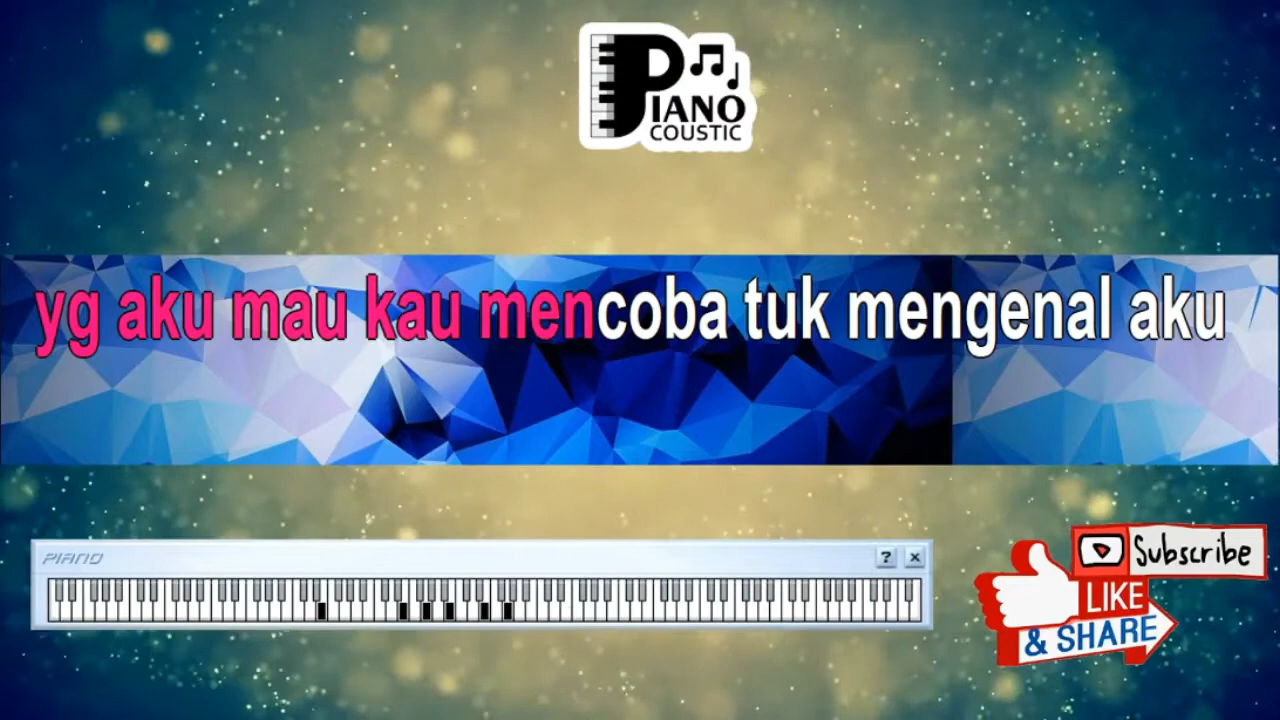 PIANO
COUSTIC
yg aku mau kau mencoba tuk mengenal aku
PIANO ? ×
Subscribe
LIKE
& SHARE